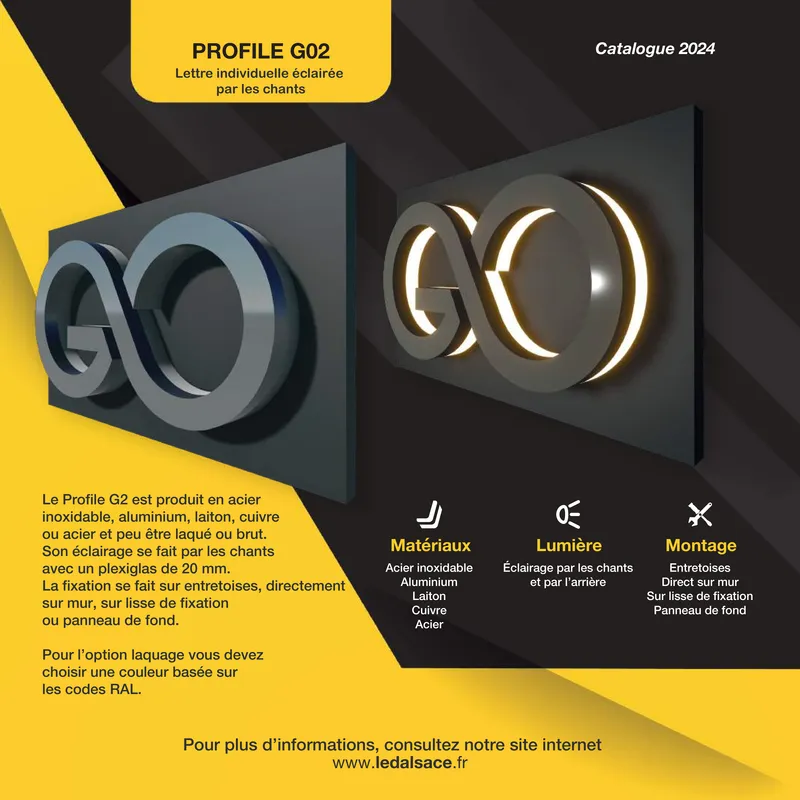 PROFILE G02
Lettre individuelle éclairée
par les chants
Catalogue 2024
GO
GO
Le Profile G2 est produit en acier
inoxidable, aluminium, laiton, cuivre
ou acier et peu être laqué ou brut.
Son éclairage se fait par les chants
avec un plexiglas de 20 mm.
La fixation se fait sur entretoises, directement
sur mur, sur lisse de fixation
ou panneau de fond.
Pour l'option laquage vous devez
choisir une couleur basée sur
les codes RAL.
Matériaux
Acier inoxidable
Aluminium
Laiton
Cuivre
Acier
Lumière
Éclairage par les chants
et par l'arrière
Montage
Entretoises
Direct sur mur
Sur lisse de fixation
Panneau de fond
Pour plus d'informations, consultez notre site internet
www.ledalsace.fr